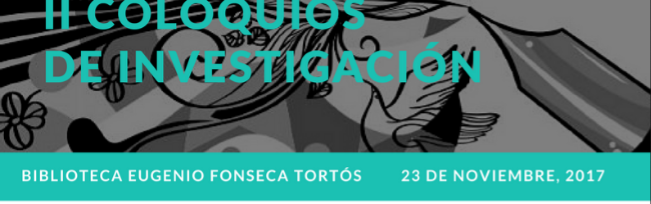 II COLOQUIOS
DE INVESTIGACIÓN
BIBLIOTECA EUGENIO FONSECA TORTÓS 23 DE NOVIEMBRE, 2017